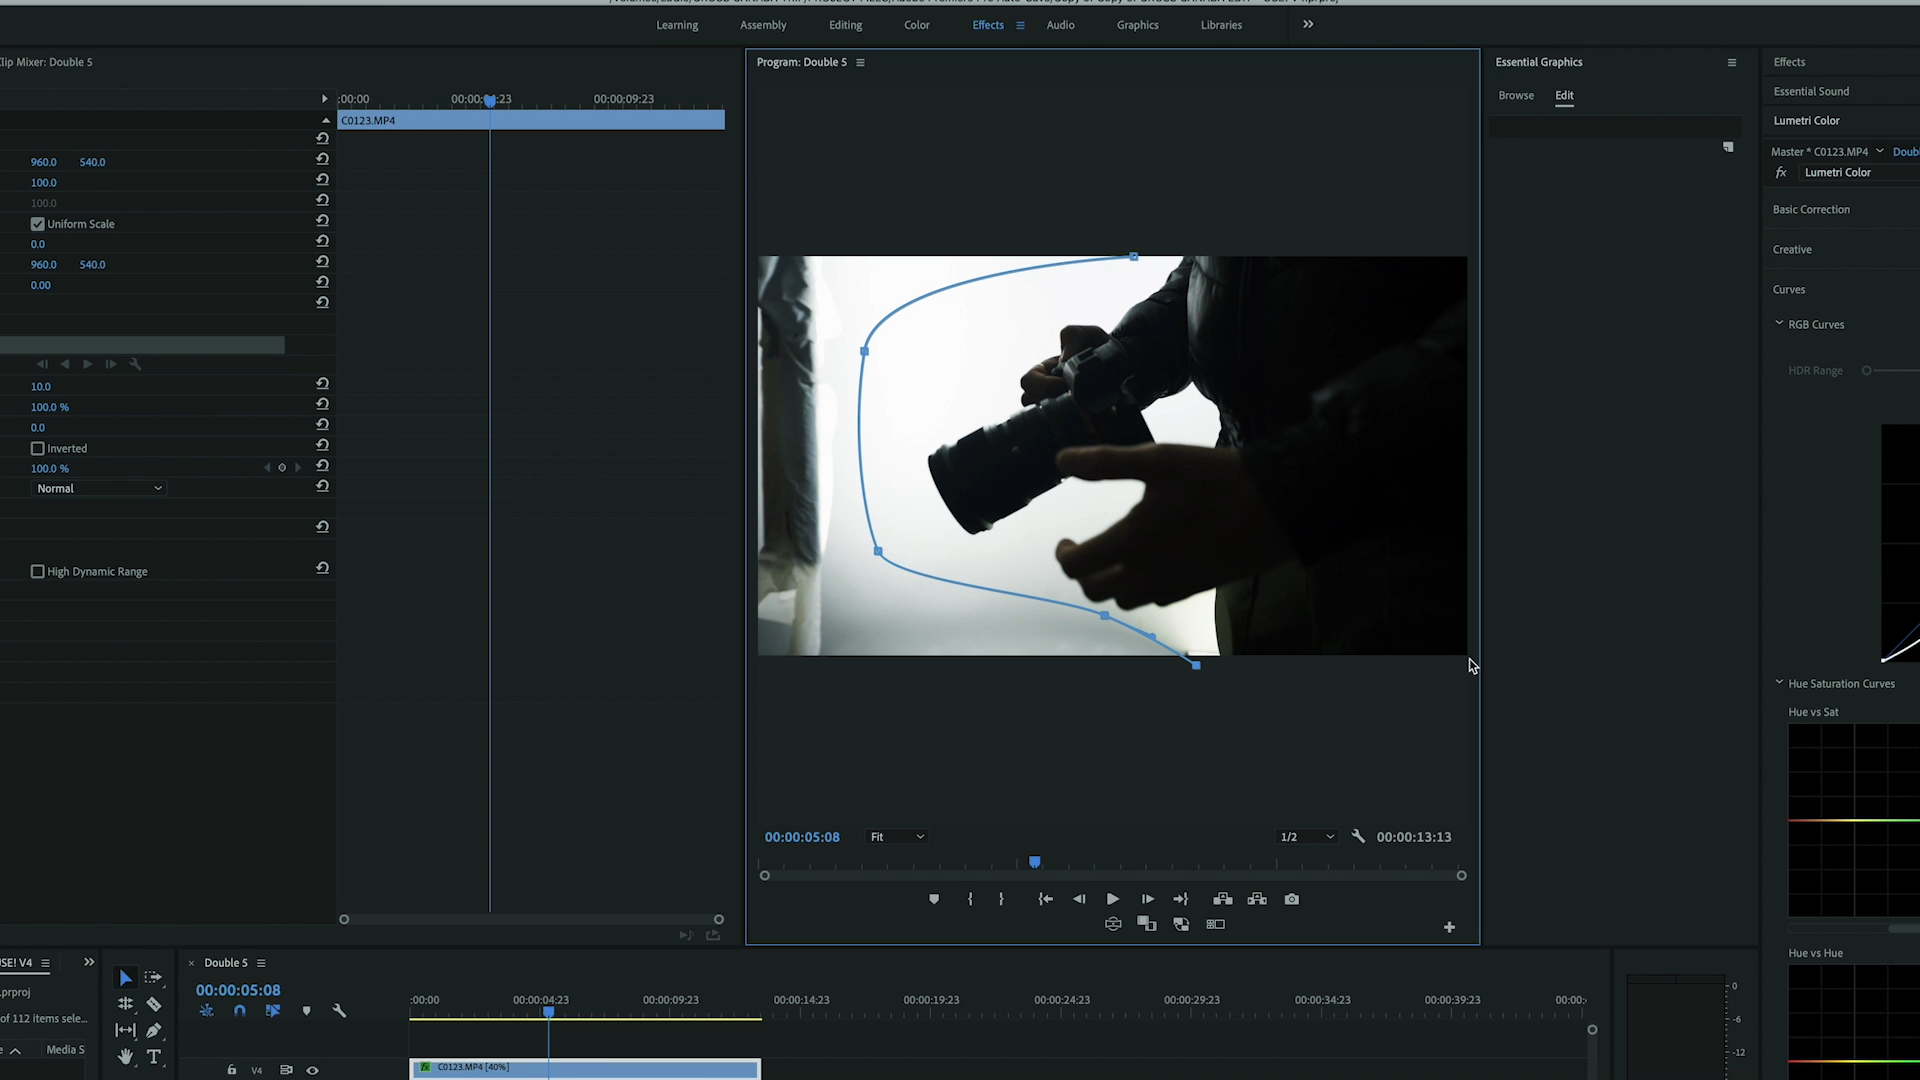 Learning Assembly Editing Color Effects Audio Graphics Libraries
Clip Mixer: Double 5
:00:00 00:00:04:23 00:00:09:23
C0123.MP4
960.0 540.0
100.0
100.0
Uniform Scale
0.0
960.0 540.0
0.00
10.0
100.0 %
0.0
Inverted
100.0 %
Normal
High Dynamic Range
Program: Double 5
00:00:05:08 Fit 1/2 00:00:13:13
Essential Graphics
Browse Edit
Effects
Essential Sound
Lumetri Color
Master * C0123.MP4 Doubl
fx Lumetri Color
Basic Correction
Creative
Curves
RGB Curves
HDR Range
Hue Saturation Curves
Hue vs Sat
Hue vs Hue
SE! V4
.prproj
of 112 items sele...
Media S
× Double 5
00:00:05:08
:00:00 00:00:04:23 00:00:09:23 00:00:14:23 00:00:19:23 00:00:24:23 00:00:29:23 00:00:34:23 00:00:39:23 00:00:
V4
fx C0123.MP4 [40%]
0
-6
-12